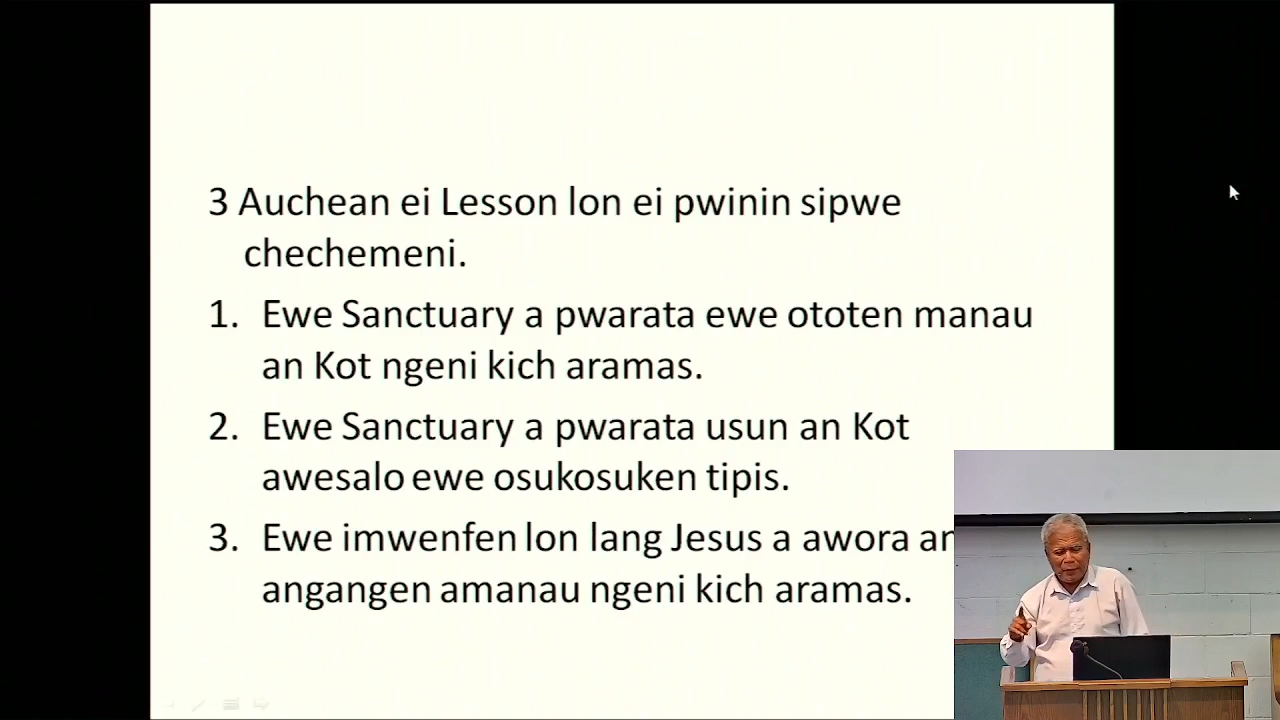 3 Auchean ei Lesson lon ei pwinin sipwe
chechemeni.
1. Ewe Sanctuary a pwarata ewe ototen manau
an Kot ngeni kich aramas.
2. Ewe Sanctuary a pwarata usun an Kot
awesalo ewe osukosuken tipis.
3. Ewe imwenfen lon lang Jesus a awora
angangen amanau ngeni kich aramas.